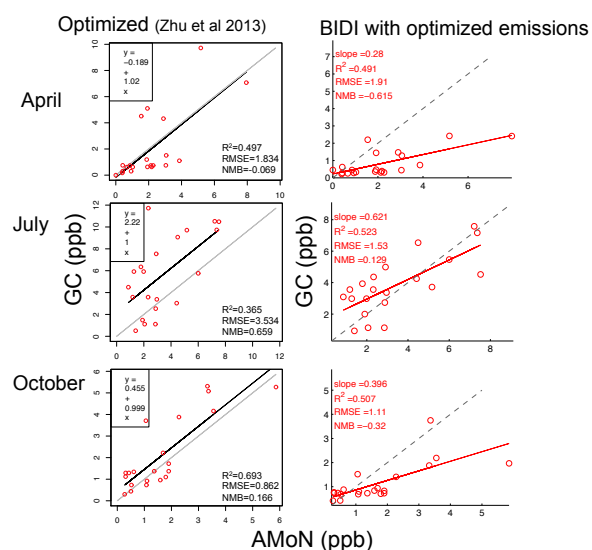 Optimized (Zhu et al 2013)
BIDI with optimized emissions
April
y =
-0.189
+
1.02
x
R²=0.497
RMSE=1.834
NMB=-0.069
0 2 4 6 8 10
0 2 4 6 8 10
slope =0.28
R² =0.491
RMSE =1.91
NMB =-0.615
0 1 2 3 4 5 6 7
0 2 4 6
July
GC (ppb)
y =
2.22
+
1
x
R²=0.365
RMSE=3.534
NMB=0.659
0 2 4 6 8 10 12
0 2 4 6 8 10 12
GC (ppb)
slope =0.621
R² =0.523
RMSE =1.53
NMB =0.129
0 2 4 6 8
0 2 4 6 8
October
y =
0.455
+
0.999
x
R²=0.693
RMSE=0.862
NMB=0.166
0 1 2 3 4 5 6
0 1 2 3 4 5 6
slope =0.396
R² =0.507
RMSE =1.11
NMB =-0.32
0 1 2 3 4 5
1 2 3 4 5
AMoN (ppb)